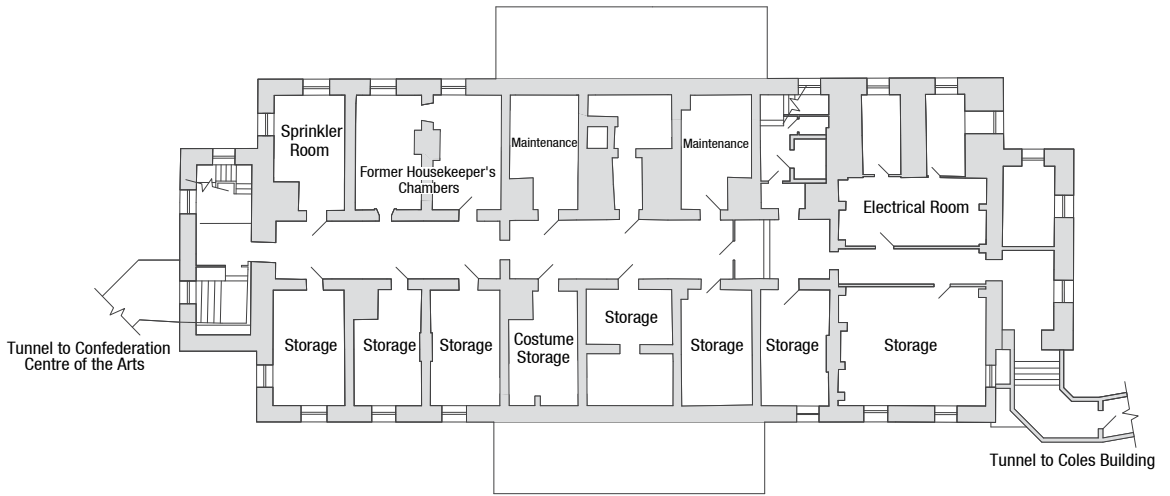 Sprinkler
Room
Former Housekeeper's
Chambers
Maintenance
Maintenance
Electrical Room
Tunnel to Confederation
Centre of the Arts
Storage
Storage
Storage
Costume
Storage
Storage
Storage
Storage
Storage
Tunnel to Coles Building